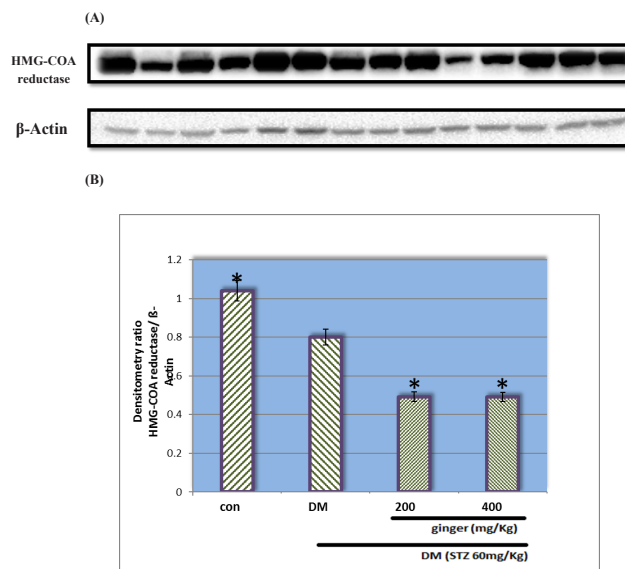 (A)
HMG-COA
reductase
β-Actin
(B)
Densitometry ratio
HMG-COA reductase/ ß-
Actin
1.2
1
0.8
0.6
0.4
0.2
0
*
*
*
con DM 200 400
ginger (mg/Kg)
DM (STZ 60mg/Kg)